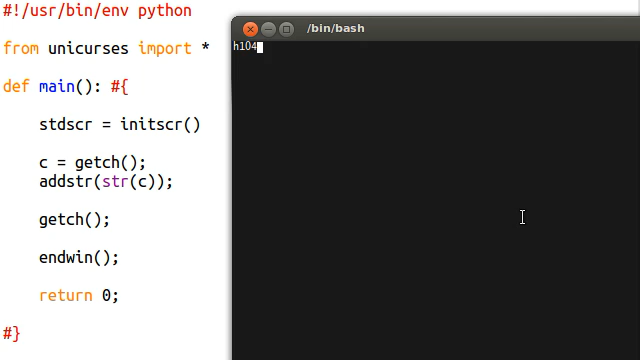 #!/usr/bin/env python
from unicurses import *
def main(): #{
stdscr = initscr()
c = getch();
addstr(str(c));
getch();
endwin();
return 0;
#}
/bin/bash
h104